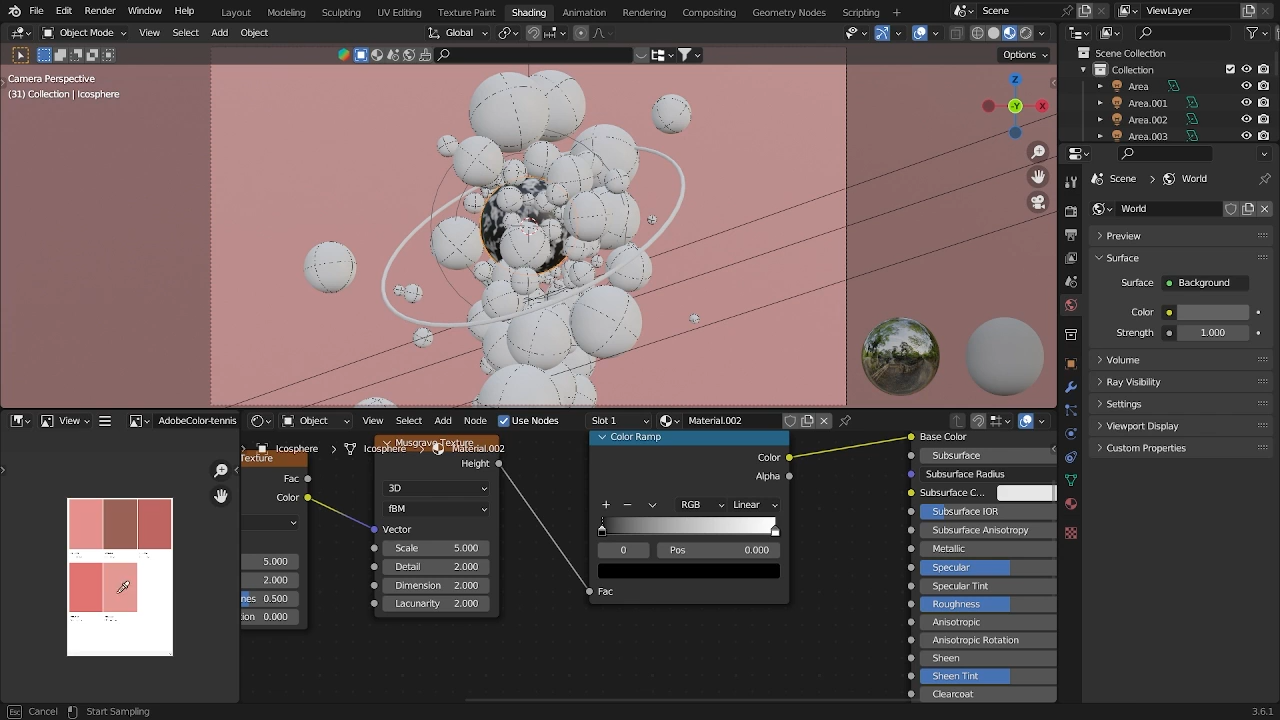 File Edit Render Window Help Layout Modeling Sculpting UV Editing Texture Paint Shading Animation Rendering Compositing Geometry Nodes Scripting + Scene ViewLayer
Object Mode View Select Add Object Global
Options
Camera Perspective
(31) Collection | Icosphere
Z
-Y
X
Scene Collection
Collection
Area
Area.001
Area.002
Area.003
Scene > World
World
Preview
Surface
Surface Background
Color
Strength 1.000
Volume
Ray Visibility
Settings
Viewport Display
Custom Properties
View AdobeColor-tennis
Object View Select Add Node Use Nodes Slot 1 Material.002
Icosphere > Icosphere > Material.002
Texture
Fac
Color
5.000
2.000
nes 0.500
ion 0.000
Musgrave Texture
Height
3D
fBM
Vector
Scale 5.000
Detail 2.000
Dimension 2.000
Lacunarity 2.000
Color Ramp
Color
Alpha
RGB Linear
0 Pos 0.000
Fac
Base Color
Subsurface
Subsurface Radius
Subsurface C...
Subsurface IOR
Subsurface Anisotropy
Metallic
Specular
Specular Tint
Roughness
Anisotropic
Anisotropic Rotation
Sheen
Sheen Tint
Clearcoat
Esc Cancel Start Sampling 3.6.1